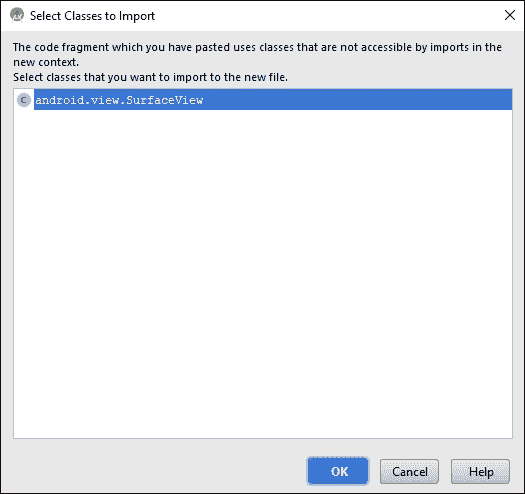 Select Classes to Import
The code fragment which you have pasted uses classes that are not accessible by imports in the
new context.
Select classes that you want to import to the new file.
C android.view.SurfaceView
OK Cancel Help